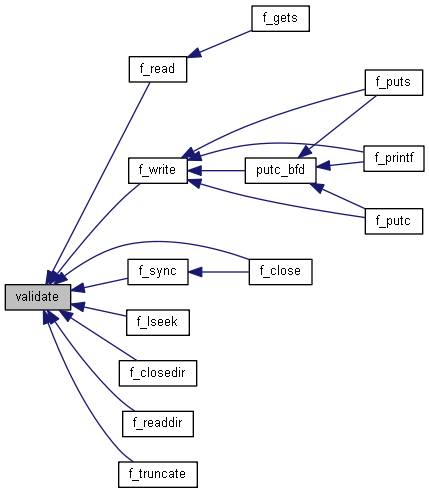 f_gets
f_read
f_puts
f_printf
f_write
putc_bfd
f_putc
f_sync
f_close
validate
f_lseek
f_closedir
f_readdir
f_truncate